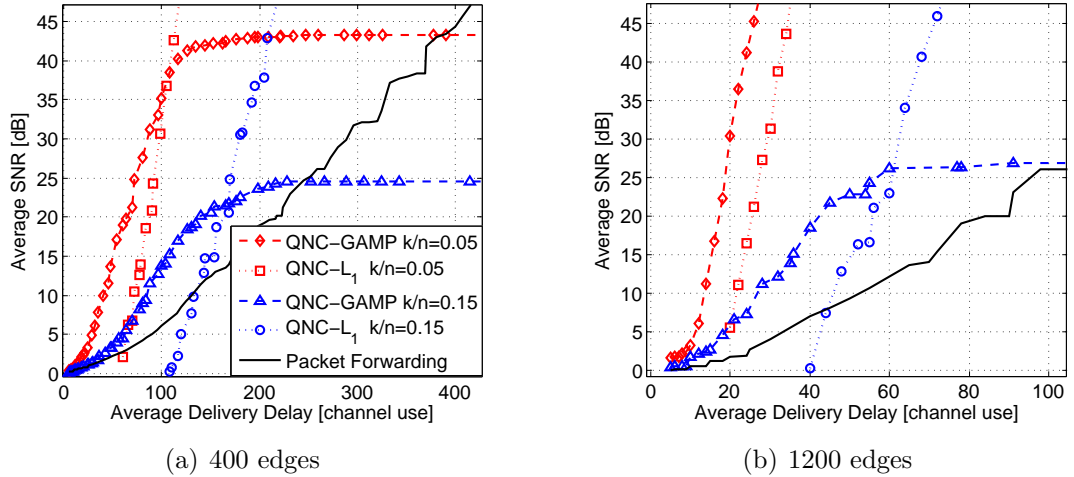 45
40
35
30
25
20
15
10
5
0
Average SNR [dB]
0 100 200 300 400
Average Delivery Delay [channel use]
QNC−GAMP k/n=0.05
QNC−L1 k/n=0.05
QNC−GAMP k/n=0.15
QNC−L1 k/n=0.15
Packet Forwarding
(a) 400 edges
45
40
35
30
25
20
15
10
5
0
Average SNR [dB]
0 20 40 60 80 100
Average Delivery Delay [channel use]
(b) 1200 edges